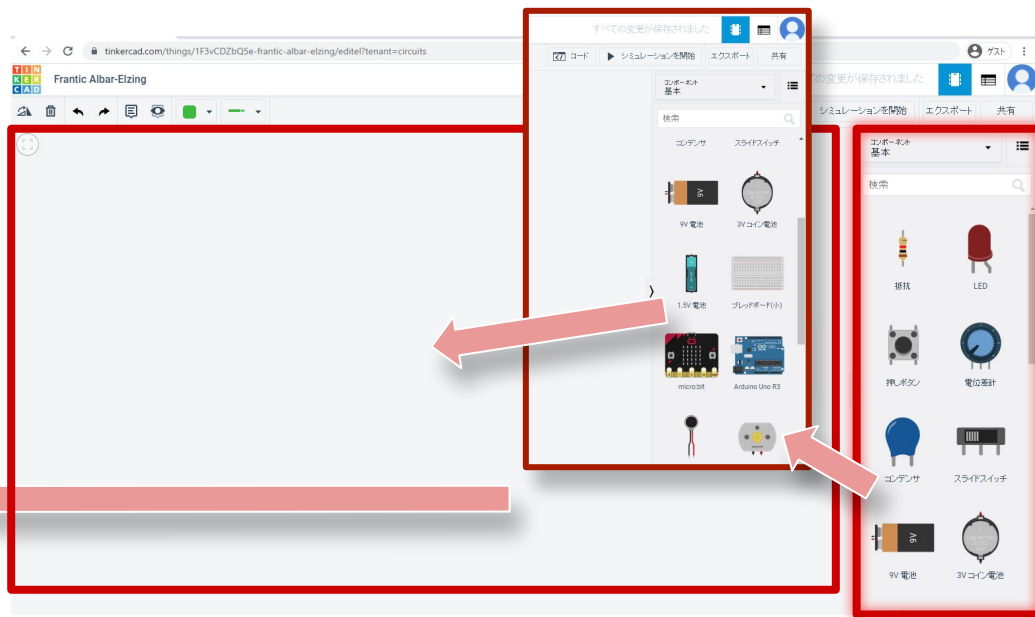 すべての変更が保存されました
tinkercad.com/things/1F3vCDZbQ5e-frantic-albar-elzing/editel?tenant=circuits
ゲスト
TIN
KER
CAD
Frantic Albar-Elzing
の変更が保存されました
コード
シミュレーションを開始
エクスポート
共有
シミュレーションを開始
エクスポート
共有
コンポーネント
基本
検索
コンデンサ
スライドスイッチ
9V
9V 電池
3V コイン電池
1.5V 電池
ブレッドボード(小)
micro:bit
Arduino Uno R3
コンポーネント
基本
検索
抵抗
LED
押しボタン
電位差計
コンデンサ
スライドスイッチ
9V
9V 電池
3V コイン電池